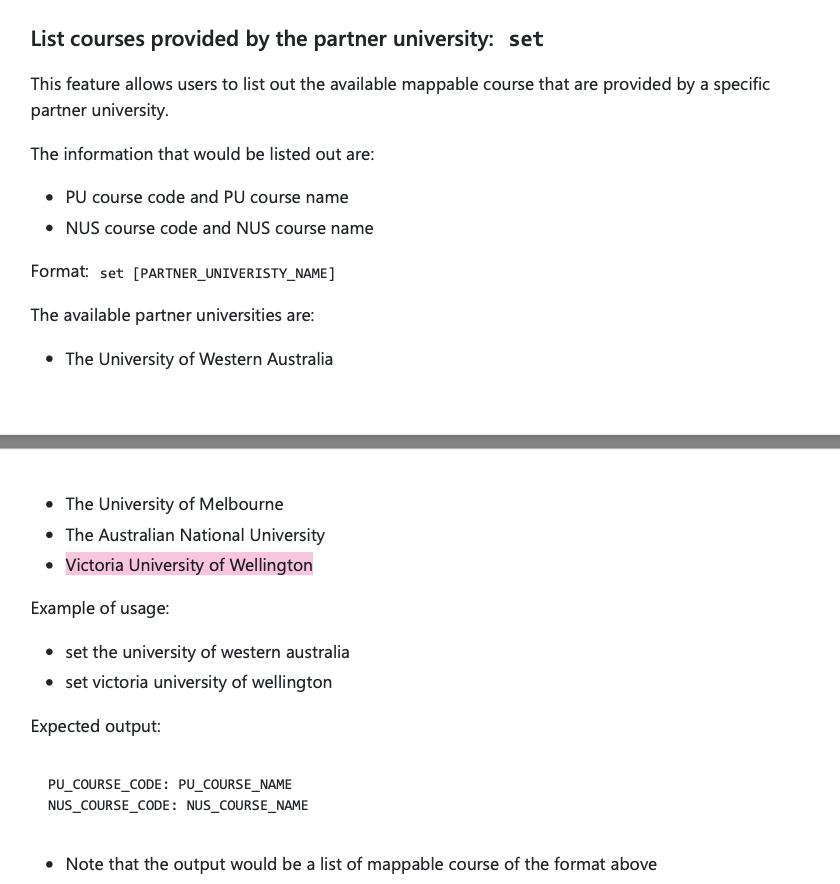 List courses provided by the partner university: set
This feature allows users to list out the available mappable course that are provided by a specific
partner university.
The information that would be listed out are:
• PU course code and PU course name
• NUS course code and NUS course name
Format: set [PARTNER_UNIVERISTY_NAME]
The available partner universities are:
• The University of Western Australia
• The University of Melbourne
• The Australian National University
• Victoria University of Wellington
Example of usage:
• set the university of western australia
• set victoria university of wellington
Expected output:
PU_COURSE_CODE: PU_COURSE_NAME
NUS_COURSE_CODE: NUS_COURSE_NAME
• Note that the output would be a list of mappable course of the format above